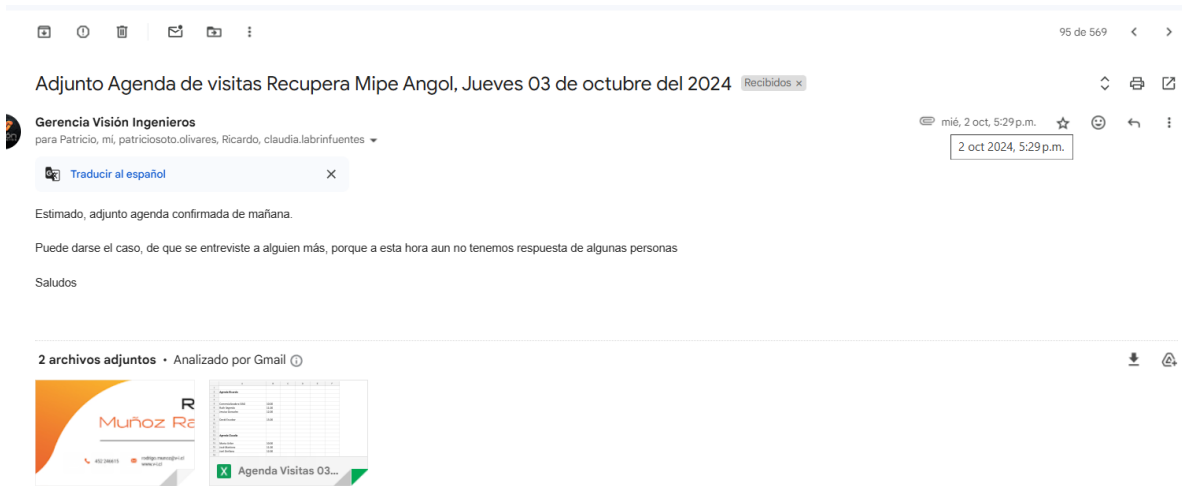 95 de 569
Adjunto Agenda de visitas Recupera Mipe Angol, Jueves 03 de octubre del 2024 Recibidos x
Gerencia Visión Ingenieros
mié, 2 oct, 5:29 p.m.
para Patricio, mí, patriciosoto.olivares, Ricardo, claudia.labrinfuentes
2 oct 2024, 5:29 p.m.
Traducir al español
Estimado, adjunto agenda confirmada de mañana.
Puede darse el caso, de que se entreviste a alguien más, porque a esta hora aun no tenemos respuesta de algunas personas
Saludos
2 archivos adjuntos • Analizado por Gmail
R
Muñoz Ra
Agenda Visitas 03...